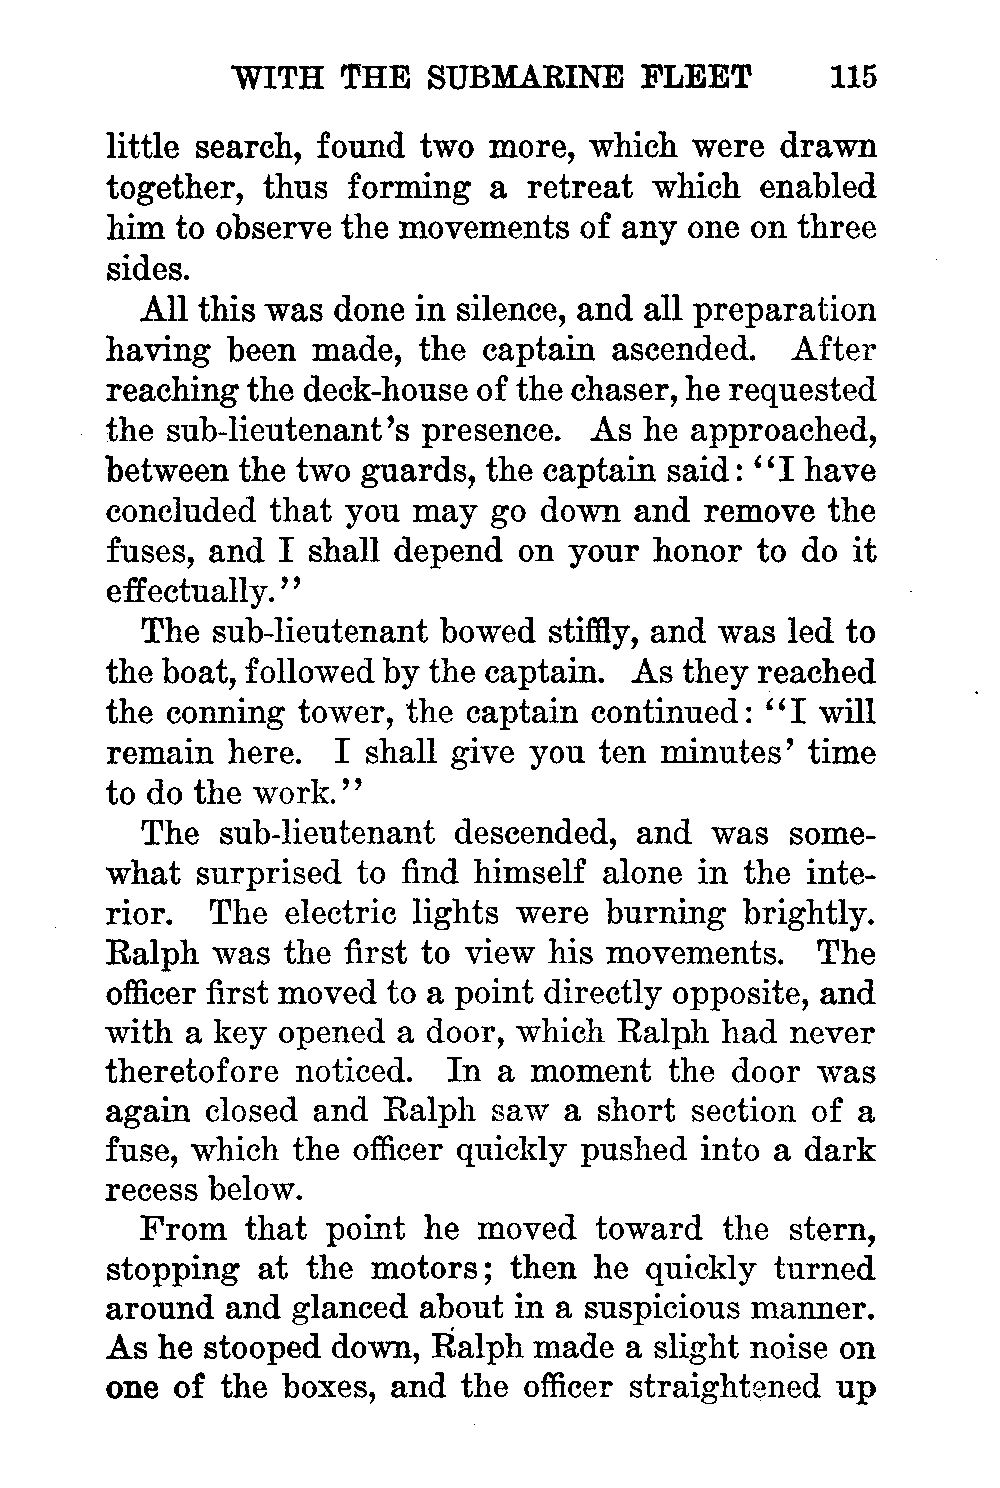 WITH THE SUBMARINE FLEET 115
little search, found two more, which were drawn
together, thus forming a retreat which enabled
him to observe the movements of any one on three
sides.
All this was done in silence, and all preparation
having been made, the captain ascended. After
reaching the deck-house of the chaser, he requested
the sub-lieutenant's presence. As he approached,
between the two guards, the captain said: "I have
concluded that you may go down and remove the
fuses, and I shall depend on your honor to do it
effectually."
The sub-lieutenant bowed stiffly, and was led to
the boat, followed by the captain. As they reached
the conning tower, the captain continued: "I will
remain here. I shall give you ten minutes' time
to do the work."
The sub-lieutenant descended, and was some-
what surprised to find himself alone in the inte-
rior. The electric lights were burning brightly.
Ralph was the first to view his movements. The
officer first moved to a point directly opposite, and
with a key opened a door, which Ralph had never
theretofore noticed. In a moment the door was
again closed and Ralph saw a short section of a
fuse, which the officer quickly pushed into a dark
recess below.
From that point he moved toward the stern,
stopping at the motors; then he quickly turned
around and glanced about in a suspicious manner.
As he stooped down, Ralph made a slight noise on
one of the boxes, and the officer straightened up